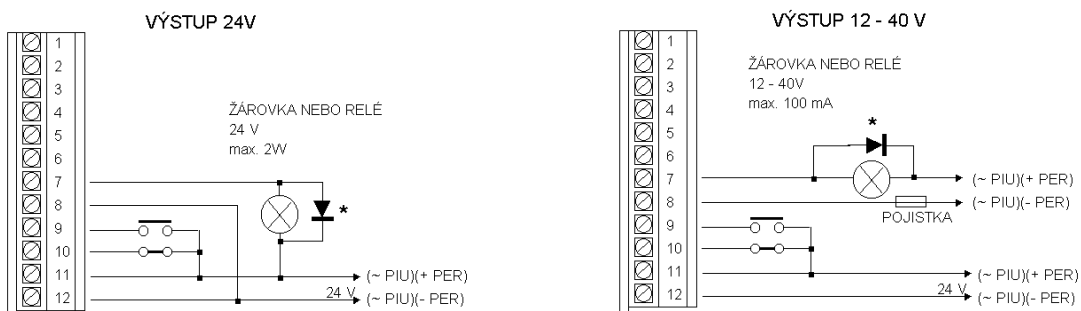 VÝSTUP 24V
1
2
3
4
5
6
7
8
9
10
11
12
ŽÁROVKA NEBO RELÉ
24 V
max. 2W
*
(~ PIU)(+ PER)
24 V
(~ PIU)(- PER)
VÝSTUP 12 - 40 V
1
2
3
4
5
6
7
8
9
10
11
12
ŽÁROVKA NEBO RELÉ
12 - 40V
max. 100 mA
*
(~ PIU)(+ PER)
(~ PIU)(- PER)
POJISTKA
(~ PIU)(+ PER)
24 V
(~ PIU)(- PER)